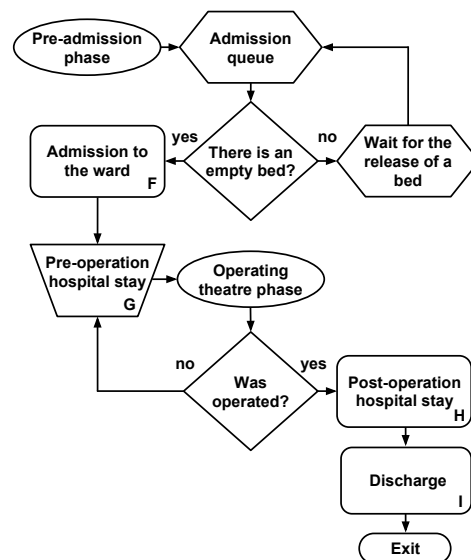 Pre-admission
phase
Admission
queue
yes
There is an
empty bed?
no
Wait for the
release of a
bed
Admission to
the ward
F
Pre-operation
hospital stay
G
Operating
theatre phase
no
Was
operated?
yes
Post-operation
hospital stay
H
Discharge
I
Exit